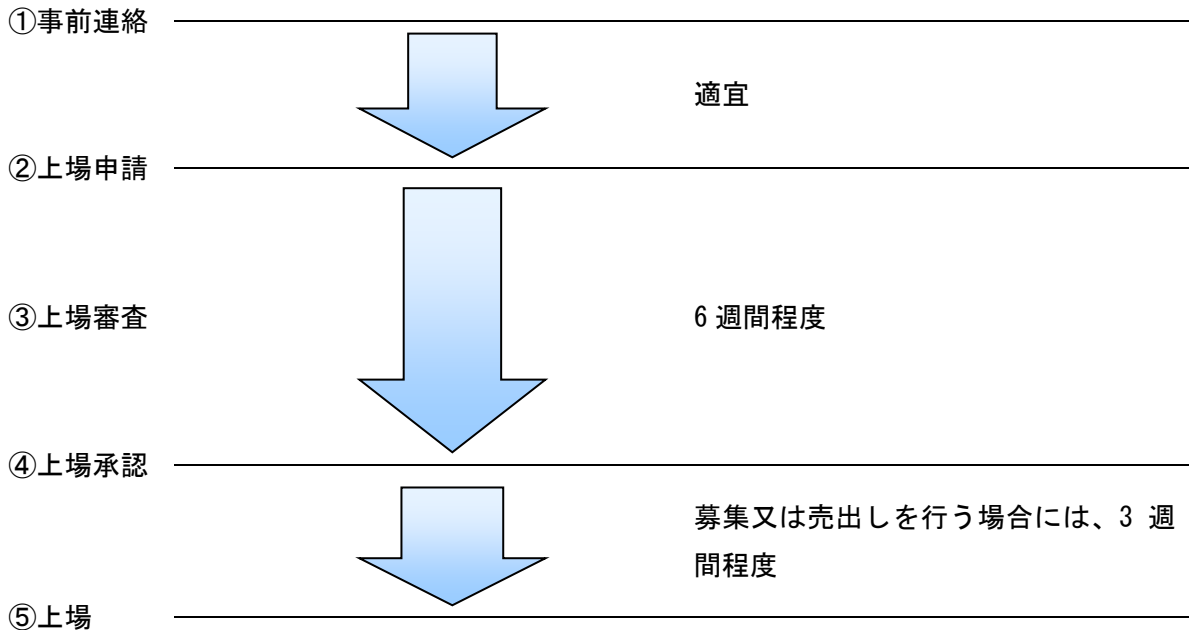 ①事前連絡
適宜
②上場申請
③上場審査
6 週間程度
④上場承認
募集又は売出しを行う場合には、3 週
間程度
⑤上場